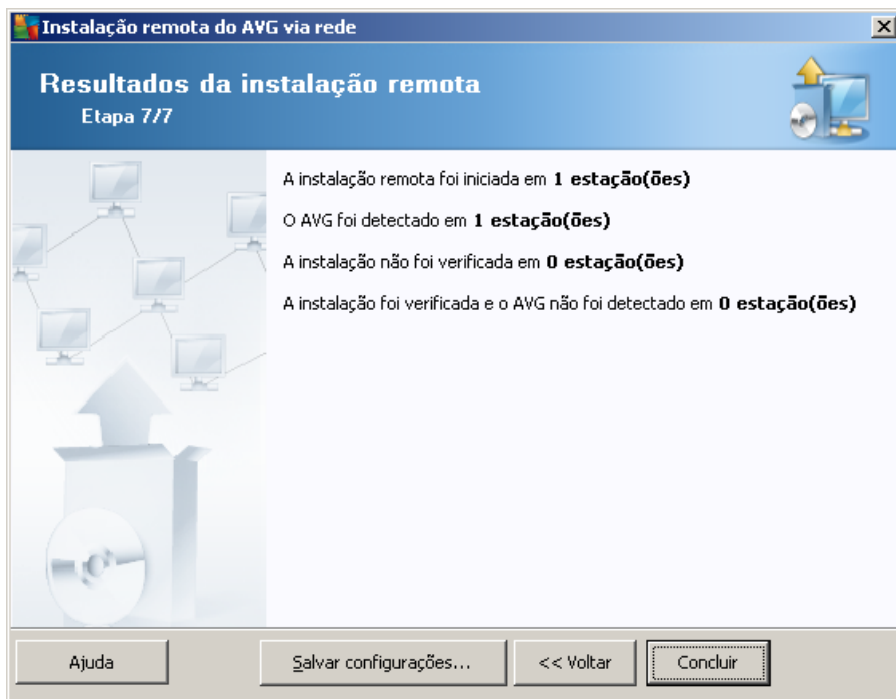 Instalação remota do AVG via rede
Resultados da instalação remota
Etapa 7/7
A instalação remota foi iniciada em 1 estação(ões)
O AVG foi detectado em 1 estação(ões)
A instalação não foi verificada em 0 estação(ões)
A instalação foi verificada e o AVG não foi detectado em 0 estação(ões)
Ajuda
Salvar configurações...
<< Voltar
Concluir